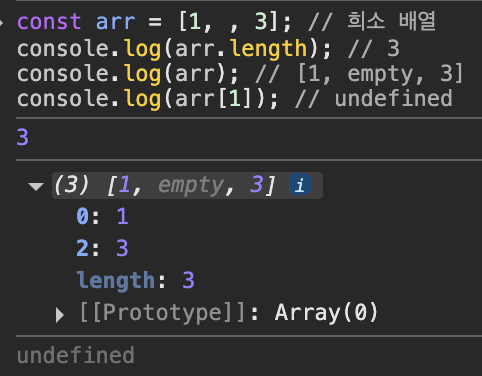 const arr = [1, , 3]; // 희소 배열
console.log(arr.length); // 3
console.log(arr); // [1, empty, 3]
console.log(arr[1]); // undefined
3
(3) [1, empty, 3] i
0: 1
2: 3
length: 3
[[Prototype]]: Array(0)
undefined